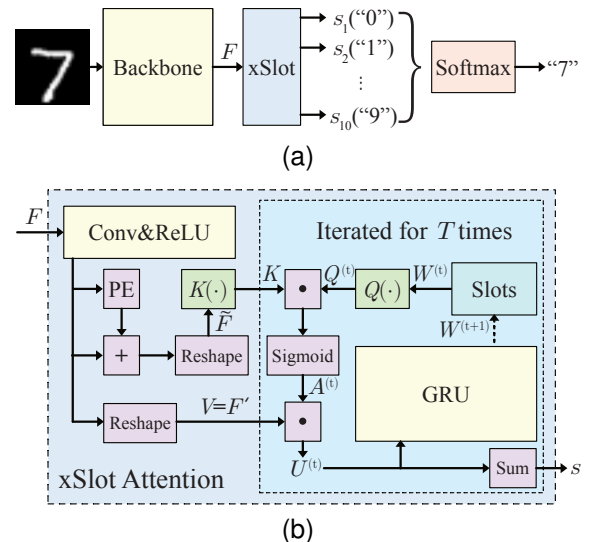 7
Backbone
F
xSlot
s₁(“0”)
s₂(“1”)
⋮
s₁₀(“9”)
Softmax
“7”
(a)
F
Conv&ReLU
Iterated for T times
PE
K(·)
K
•
Q⁽ᵗ⁾
Q(·)
W⁽ᵗ⁾
Slots
F̃
W⁽ᵗ⁺¹⁾
+
Reshape
Sigmoid
A⁽ᵗ⁾
GRU
Reshape
V=F′
•
U⁽ᵗ⁾
Sum
s
xSlot Attention
(b)